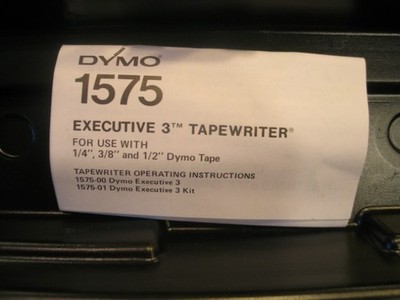 DYMO
1575
EXECUTIVE 3™ TAPEWRITER®
FOR USE WITH
1/4", 3/8" and 1/2" Dymo Tape
TAPEWRITER OPERATING INSTRUCTIONS
1575-00 Dymo Executive 3
1575-01 Dymo Executive 3 Kit